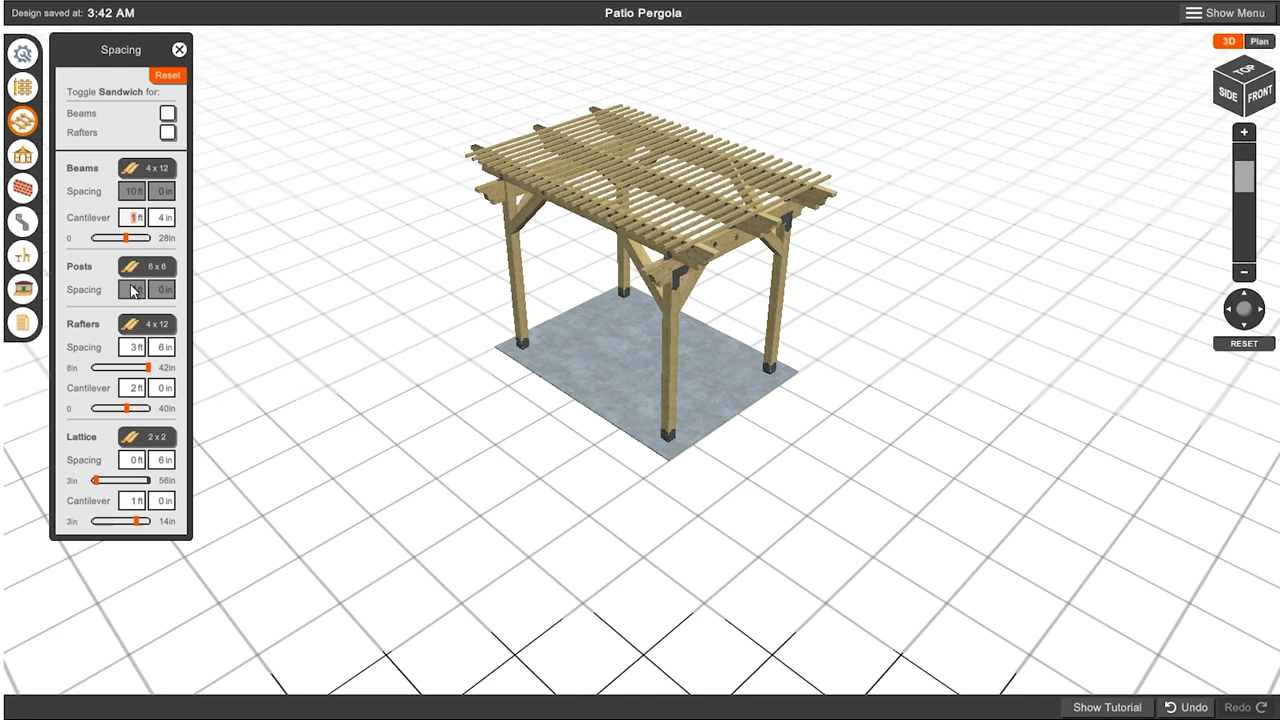 Design saved at: 3:42 AM
Patio Pergola
Show Menu
Spacing
Reset
Toggle Sandwich for:
Beams
Rafters
Beams 4 x 12
Spacing 10 ft 0 in
Cantilever 1 ft 4 in
0 28in
Posts 6 x 6
Spacing 0 in
Rafters 4 x 12
Spacing 3 ft 6 in
8in 42in
Cantilever 2 ft 0 in
0 40in
Lattice 2 x 2
Spacing 0 ft 6 in
3in 56in
Cantilever 1 ft 0 in
3in 14in
3D Plan
TOP
SIDE FRONT
+
−
RESET
Show Tutorial
Undo
Redo